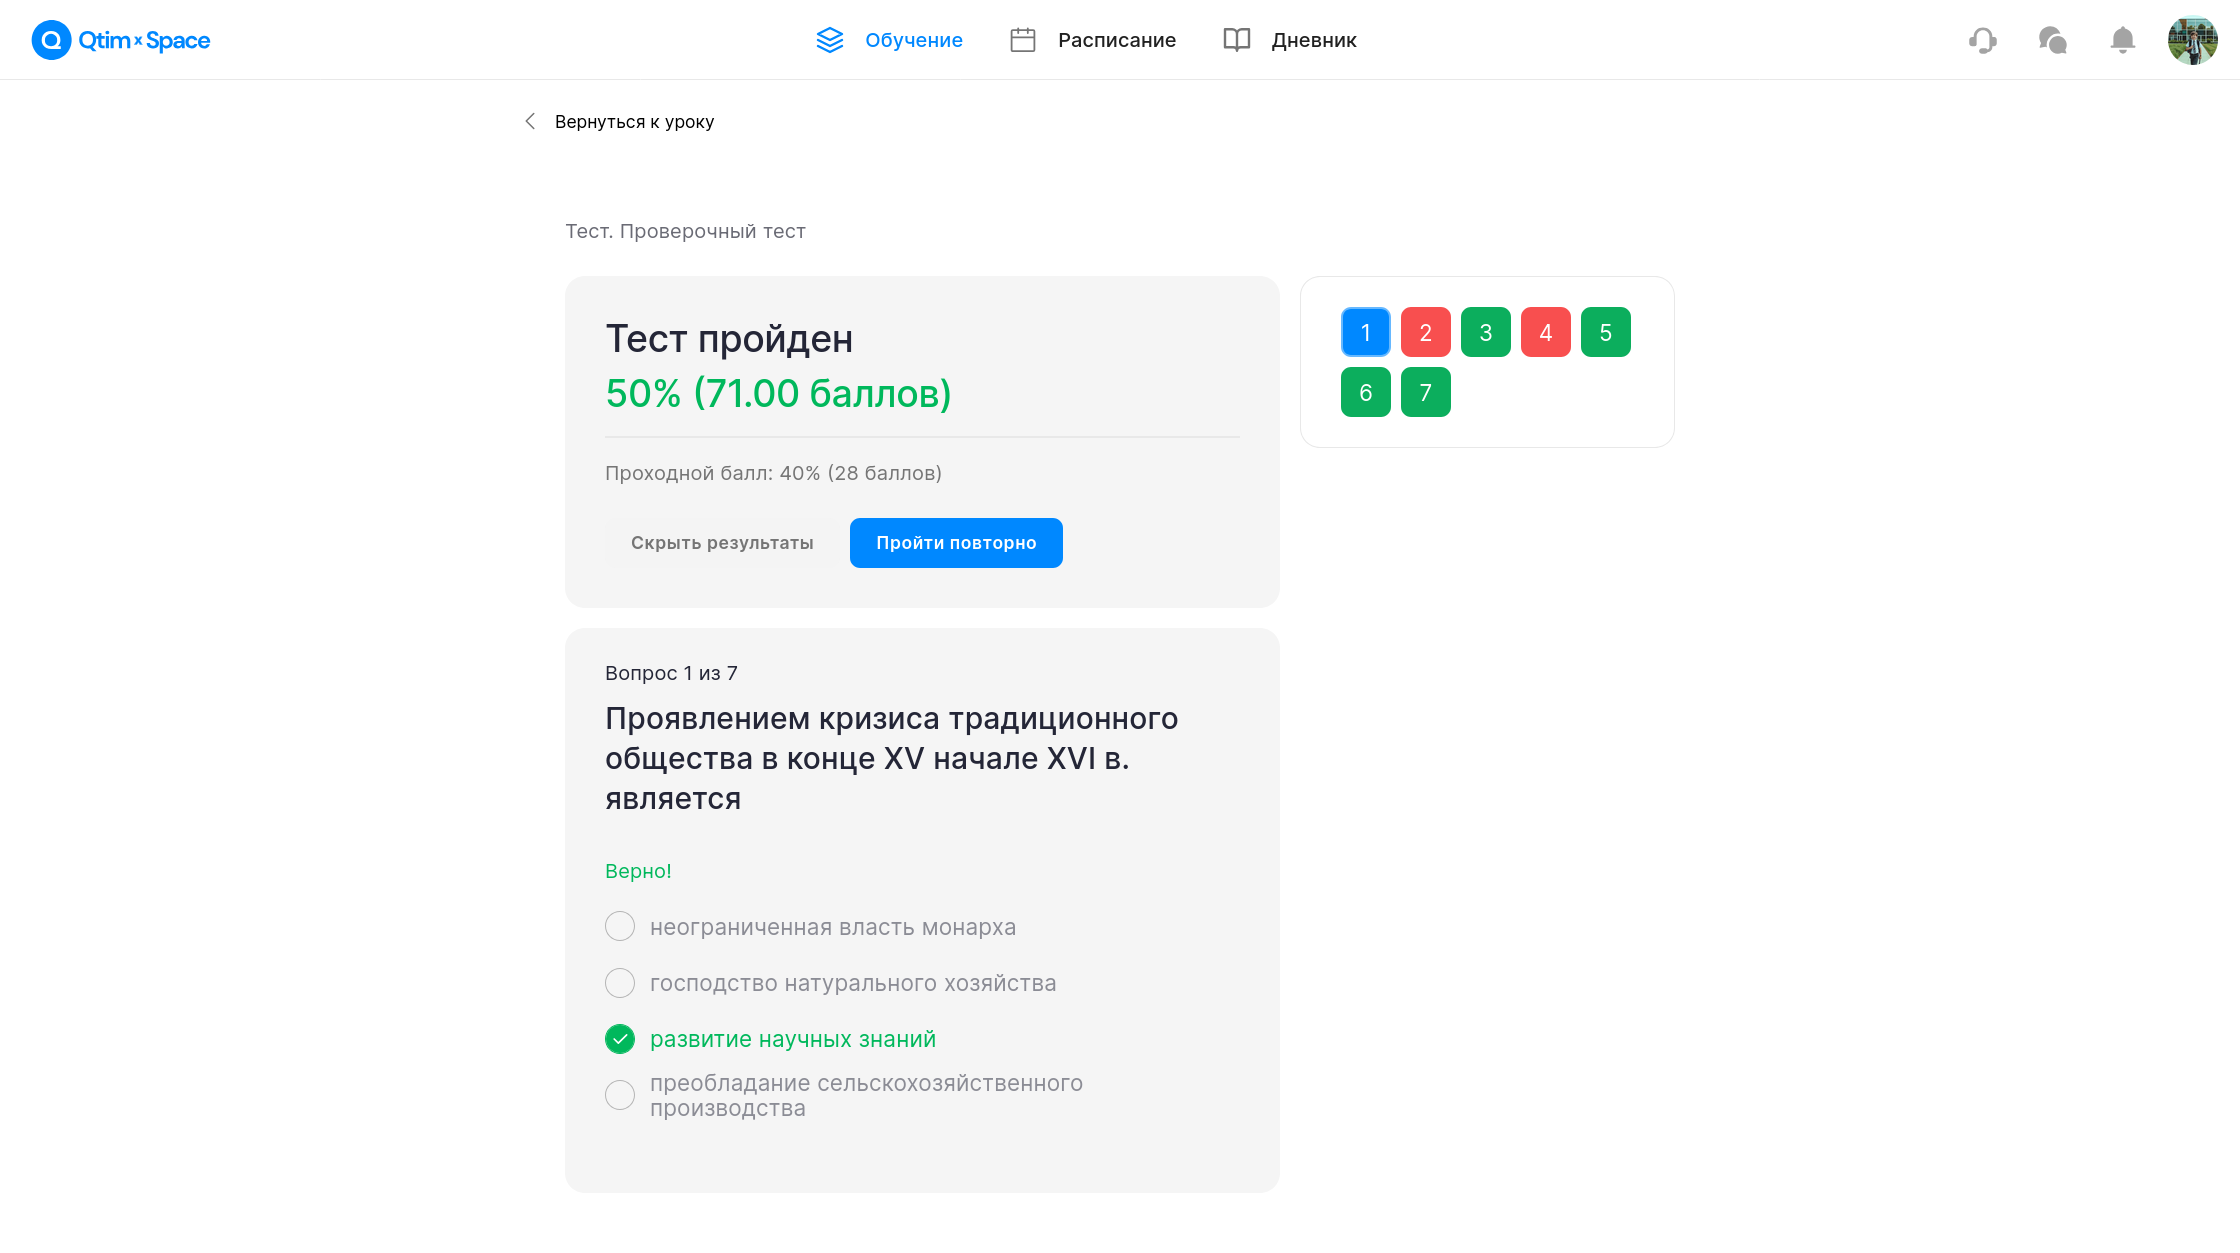 Qtim x Space
Обучение
Расписание
Дневник
Вернуться к уроку
Тест. Проверочный тест
Тест пройден
50% (71.00 баллов)
Проходной балл: 40% (28 баллов)
Скрыть результаты
Пройти повторно
1 2 3 4 5
6 7
Вопрос 1 из 7
Проявлением кризиса традиционного
общества в конце XV начале XVI в.
является
Верно!
неограниченная власть монарха
господство натурального хозяйства
развитие научных знаний
преобладание сельскохозяйственного
производства